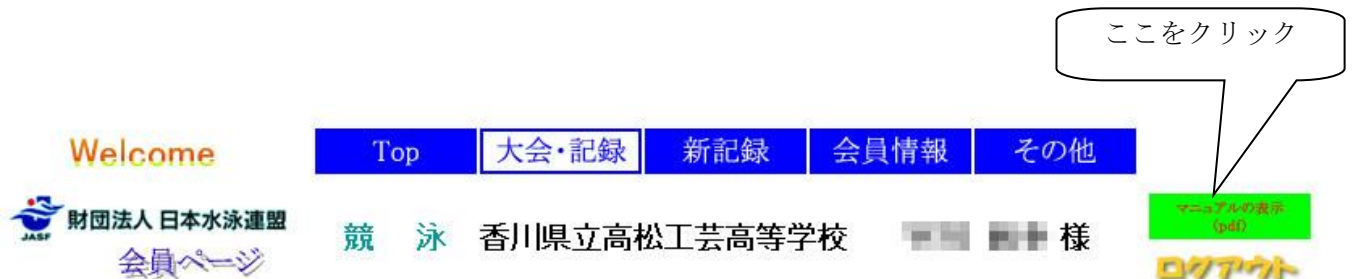 ここをクリック
Welcome
Top 大会・記録 新記録 会員情報 その他
財団法人 日本水泳連盟
JASF
会員ページ
競 泳 香川県立高松工芸高等学校 様
マニュアルの表示
(pdf)
ログアウト